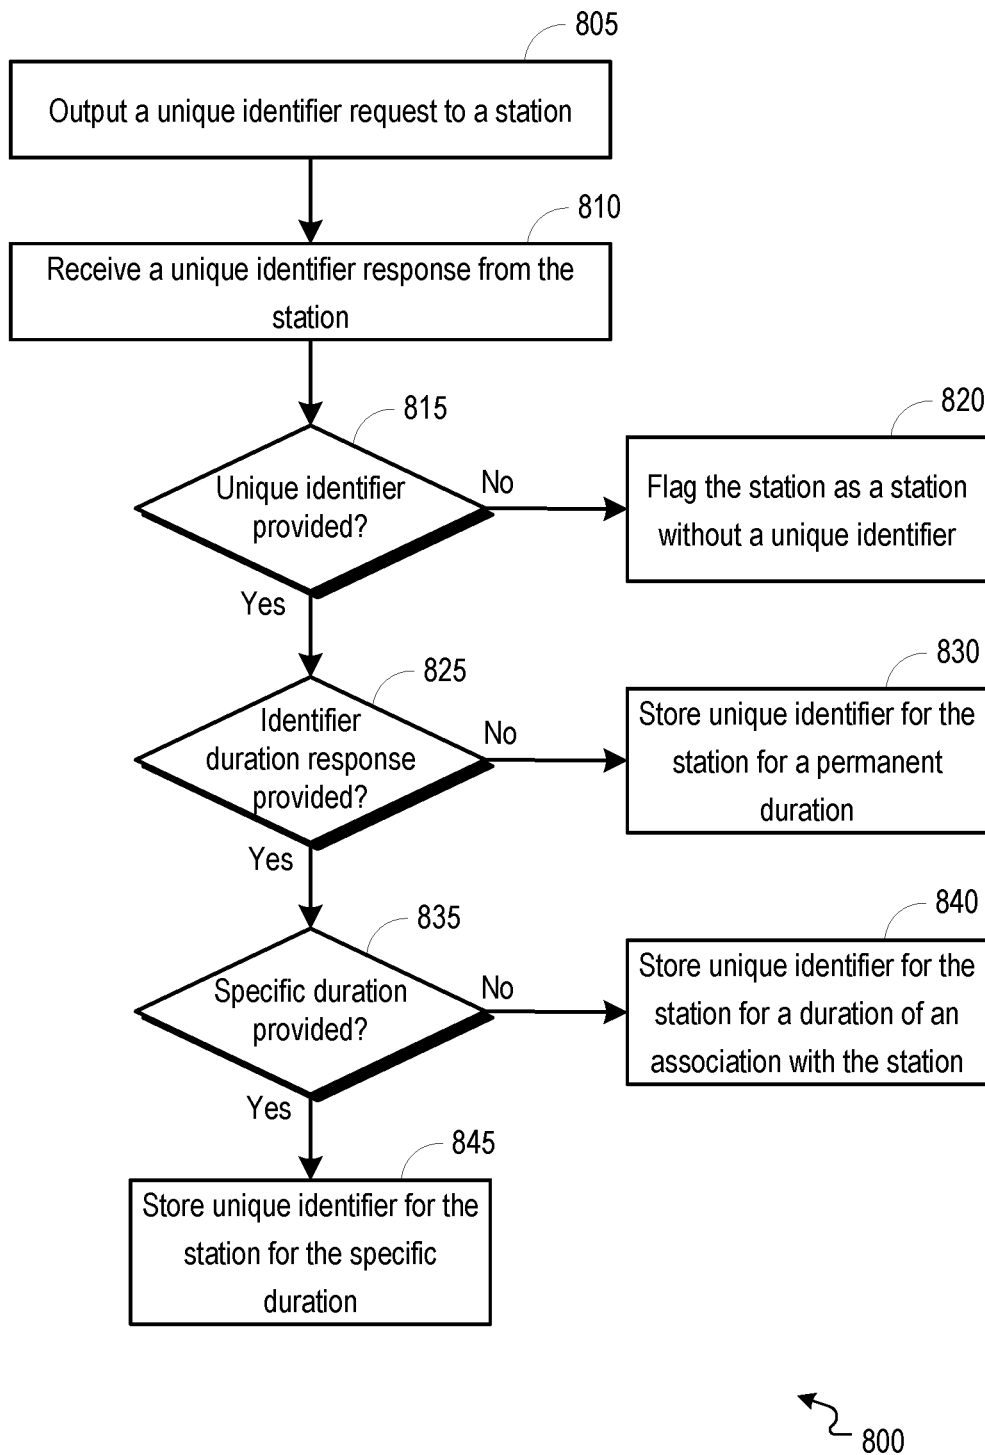 805
Output a unique identifier request to a station
810
Receive a unique identifier response from the
station
815
Unique identifier
provided?
No
820
Flag the station as a station
without a unique identifier
Yes
825
Identifier
duration response
provided?
No
830
Store unique identifier for the
station for a permanent
duration
Yes
835
Specific duration
provided?
No
840
Store unique identifier for the
station for a duration of an
association with the station
Yes
845
Store unique identifier for the
station for the specific
duration
800